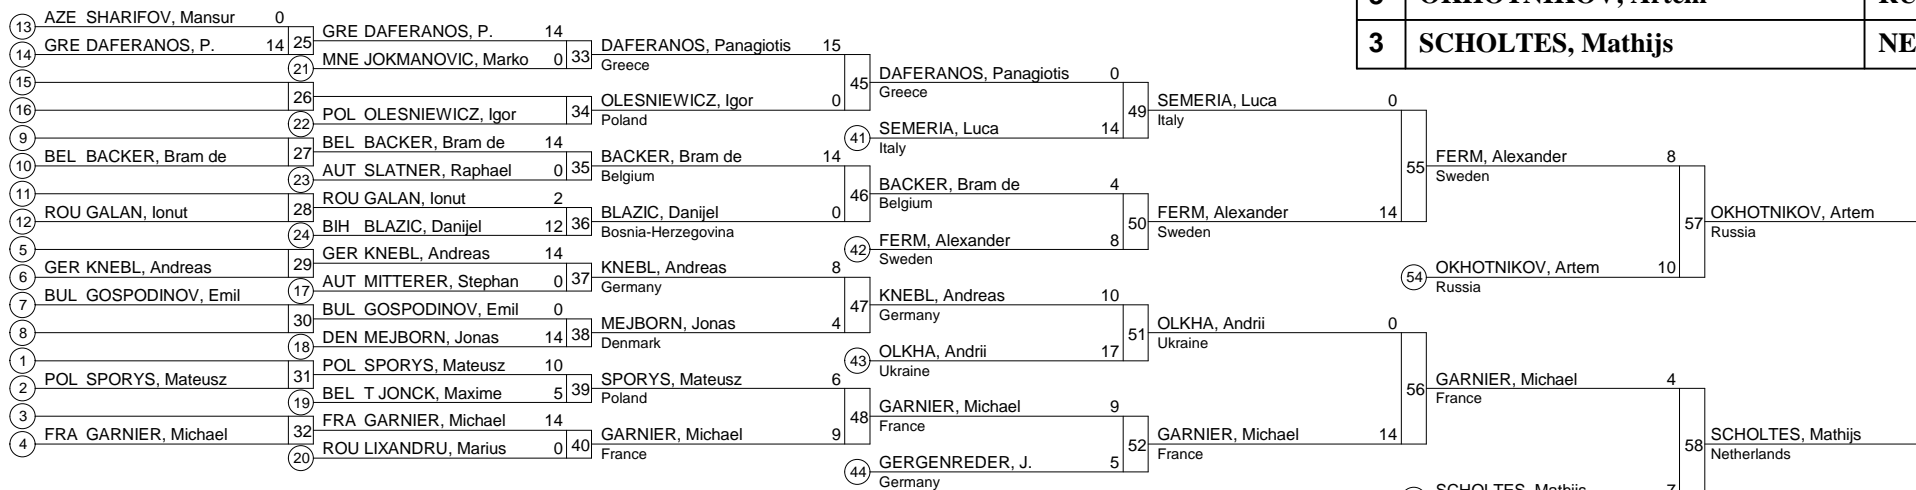 3 OKHOTNIKOV, Artem RU
3 SCHOLTES, Mathijs NE
13 AZE SHARIFOV, Mansur 0
14 GRE DAFERANOS, P. 14
25
15
16
26
9
10 BEL BACKER, Bram de
27
11
12 ROU GALAN, Ionut
28
5
6 GER KNEBL, Andreas
29
7 BUL GOSPODINOV, Emil
8
30
1
2 POL SPORYS, Mateusz
31
3
4 FRA GARNIER, Michael
32
GRE DAFERANOS, P. 14
21 MNE JOKMANOVIC, Marko 0
33
22 POL OLESNIEWICZ, Igor
34
BEL BACKER, Bram de 14
23 AUT SLATNER, Raphael 0
35
ROU GALAN, Ionut 2
24 BIH BLAZIC, Danijel 12
36
GER KNEBL, Andreas 14
17 AUT MITTERER, Stephan 0
37
BUL GOSPODINOV, Emil 0
18 DEN MEJBORN, Jonas 14
38
POL SPORYS, Mateusz 10
19 BEL T JONCK, Maxime 5
39
FRA GARNIER, Michael 14
20 ROU LIXANDRU, Marius 0
40
DAFERANOS, Panagiotis 15
Greece
OLESNIEWICZ, Igor 0
Poland
45
BACKER, Bram de 14
Belgium
BLAZIC, Danijel 0
Bosnia-Herzegovina
46
KNEBL, Andreas 8
Germany
MEJBORN, Jonas 4
Denmark
47
SPORYS, Mateusz 6
Poland
GARNIER, Michael 9
France
48
DAFERANOS, Panagiotis 0
Greece
41 SEMERIA, Luca 14
Italy
49
BACKER, Bram de 4
Belgium
42 FERM, Alexander 8
Sweden
50
KNEBL, Andreas 10
Germany
43 OLKHA, Andrii 17
Ukraine
51
GARNIER, Michael 9
France
44 GERGENREDER, J. 5
Germany
52
SEMERIA, Luca 0
Italy
FERM, Alexander 14
Sweden
55
OLKHA, Andrii 0
Ukraine
GARNIER, Michael 14
France
56
FERM, Alexander 8
Sweden
54 OKHOTNIKOV, Artem 10
Russia
57
GARNIER, Michael 4
France
SCHOLTES, Mathijs 7
58
OKHOTNIKOV, Artem
Russia
SCHOLTES, Mathijs
Netherlands